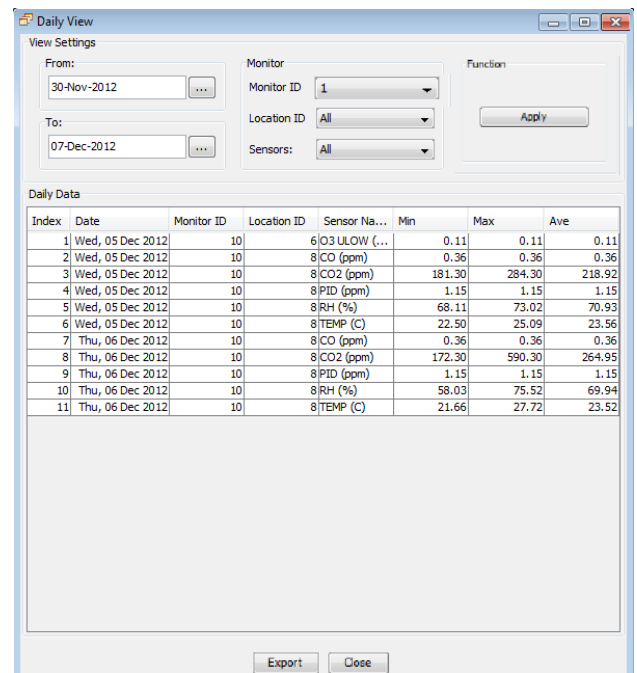 Daily View
View Settings
From:
30-Nov-2012
...
To:
07-Dec-2012
...
Monitor
Monitor ID 1
Location ID All
Sensors: All
Function
Apply
Daily Data
Index Date Monitor ID Location ID Sensor Na... Min Max Ave
1 Wed, 05 Dec 2012 10 6 O3 ULOW (... 0.11 0.11 0.11
2 Wed, 05 Dec 2012 10 8 CO (ppm) 0.36 0.36 0.36
3 Wed, 05 Dec 2012 10 8 CO2 (ppm) 181.30 284.30 218.92
4 Wed, 05 Dec 2012 10 8 PID (ppm) 1.15 1.15 1.15
5 Wed, 05 Dec 2012 10 8 RH (%) 68.11 73.02 70.93
6 Wed, 05 Dec 2012 10 8 TEMP (C) 22.50 25.09 23.56
7 Thu, 06 Dec 2012 10 8 CO (ppm) 0.36 0.36 0.36
8 Thu, 06 Dec 2012 10 8 CO2 (ppm) 172.30 590.30 264.95
9 Thu, 06 Dec 2012 10 8 PID (ppm) 1.15 1.15 1.15
10 Thu, 06 Dec 2012 10 8 RH (%) 58.03 75.52 69.94
11 Thu, 06 Dec 2012 10 8 TEMP (C) 21.66 27.72 23.52
Export Close